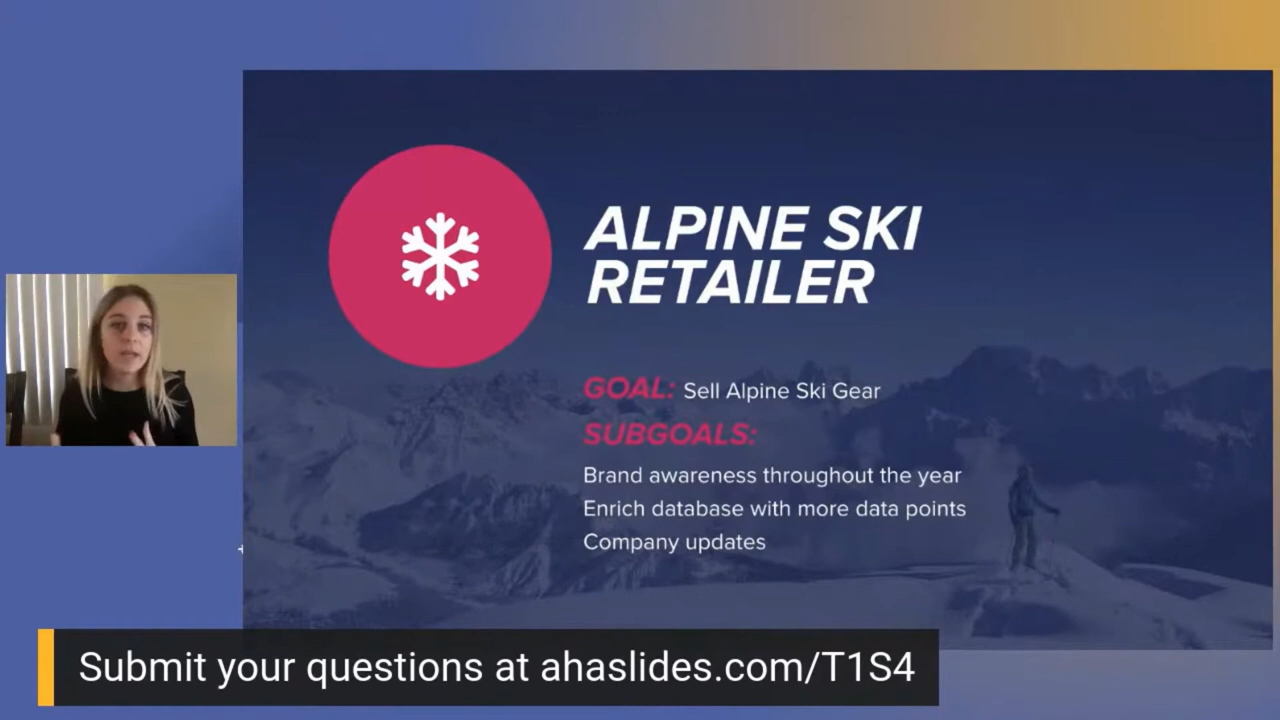 ALPINE SKI
RETAILER
GOAL: Sell Alpine Ski Gear
SUBGOALS:
Brand awareness throughout the year
Enrich database with more data points
Company updates
Submit your questions at ahaslides.com/T1S4